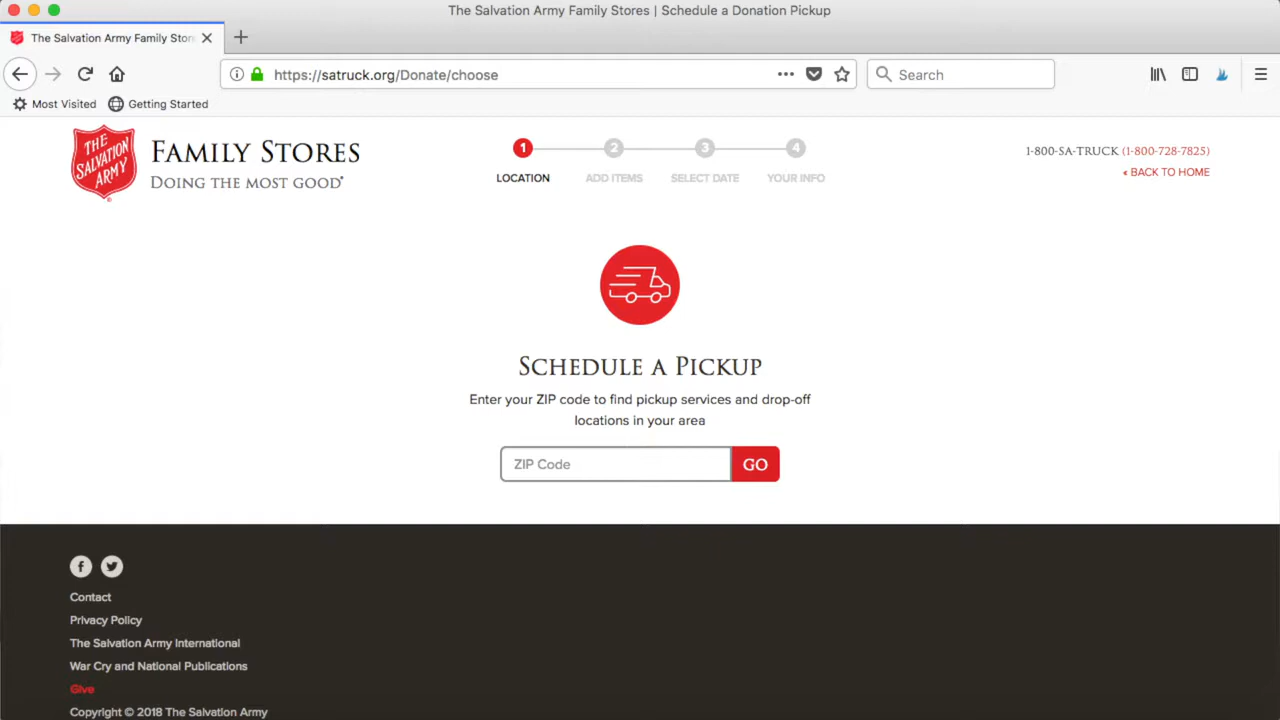 The Salvation Army Family Stores | Schedule a Donation Pickup
The Salvation Army Family Stor
https://satruck.org/Donate/choose
Search
Most Visited
Getting Started
THE SALVATION ARMY
FAMILY STORES
DOING THE MOST GOOD®
1
2
3
4
LOCATION
ADD ITEMS
SELECT DATE
YOUR INFO
1-800-SA-TRUCK (1-800-728-7825)
« BACK TO HOME
SCHEDULE A PICKUP
Enter your ZIP code to find pickup services and drop-off
locations in your area
ZIP Code
GO
Contact
Privacy Policy
The Salvation Army International
War Cry and National Publications
Give
Copyright © 2018 The Salvation Army